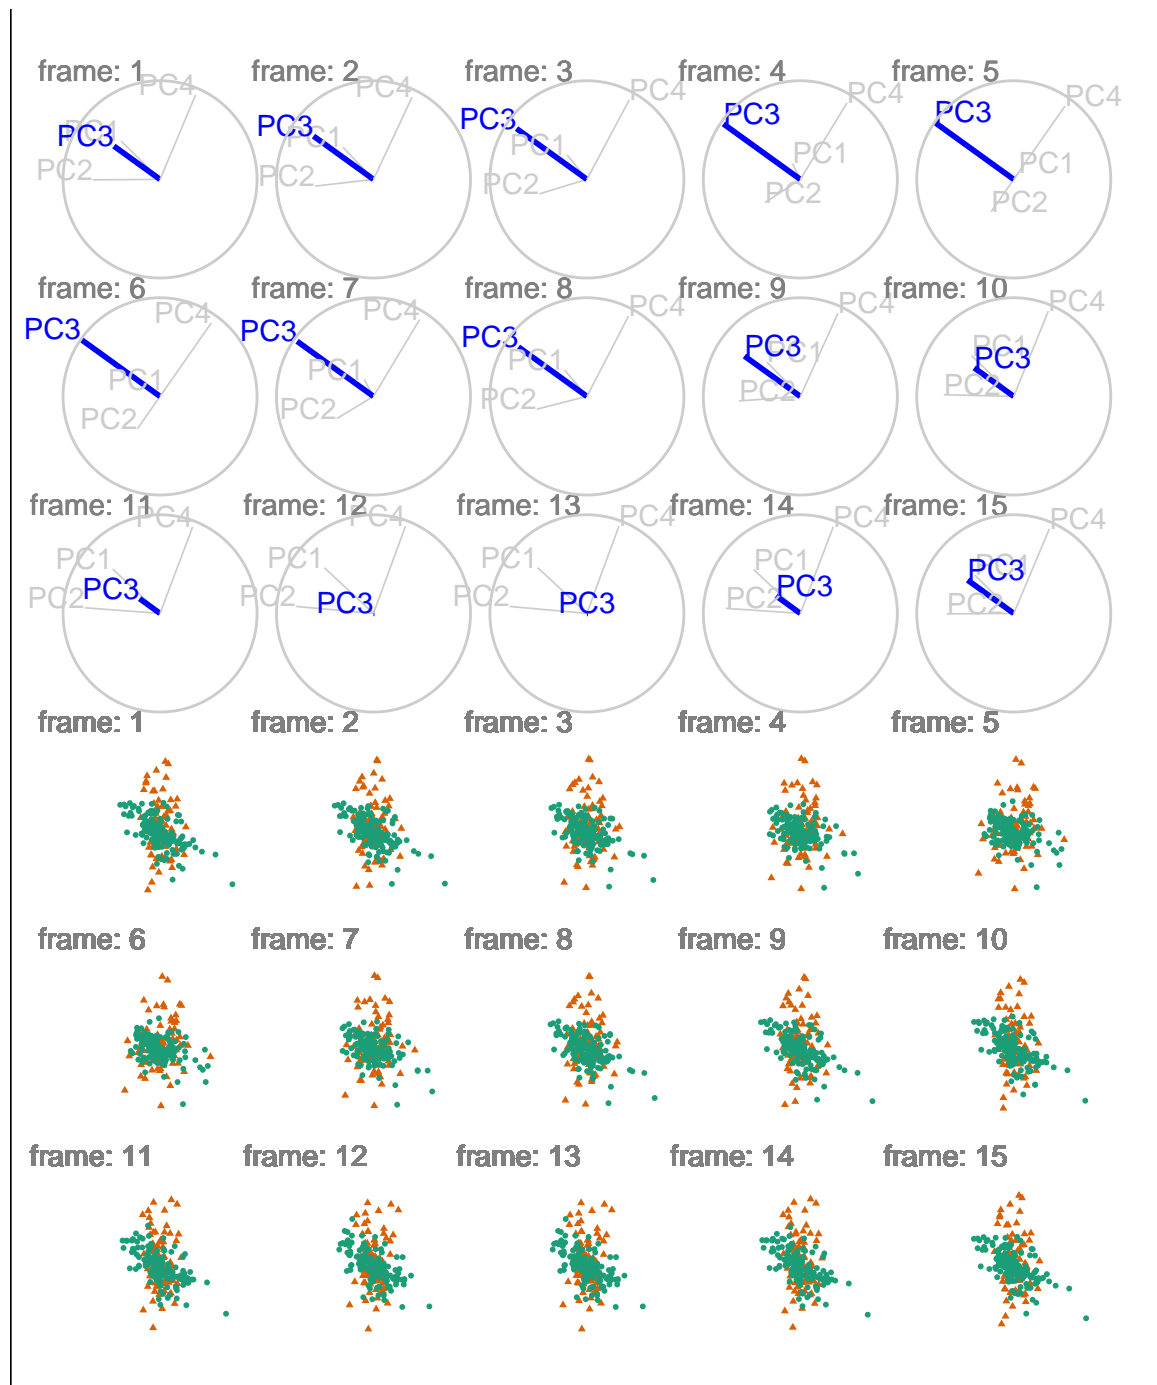 frame: 1 frame: 2 frame: 3 frame: 4 frame: 5
PC4 PC4 PC4 PC3 PC4 PC3 PC4
PC3 PC1 PC3 PC1 PC3 PC1 PC1 PC1
PC2 PC2 PC2 PC2 PC2
frame: 6 frame: 7 frame: 8 frame: 9 frame: 10
PC3 PC4 PC3 PC4 PC3 PC4 PC3 PC4 PC1 PC4
PC1 PC1 PC1 PC1 PC3
PC2 PC2 PC2 PC2 PC2
frame: 11 frame: 12 frame: 13 frame: 14 frame: 15
PC4 PC4 PC4 PC4 PC4
PC1 PC1 PC1 PC1 PC3 PC1
PC2 PC3 PC2 PC3 PC2 PC3 PC2 PC3 PC2
frame: 1 frame: 2 frame: 3 frame: 4 frame: 5
frame: 6 frame: 7 frame: 8 frame: 9 frame: 10
frame: 11 frame: 12 frame: 13 frame: 14 frame: 15